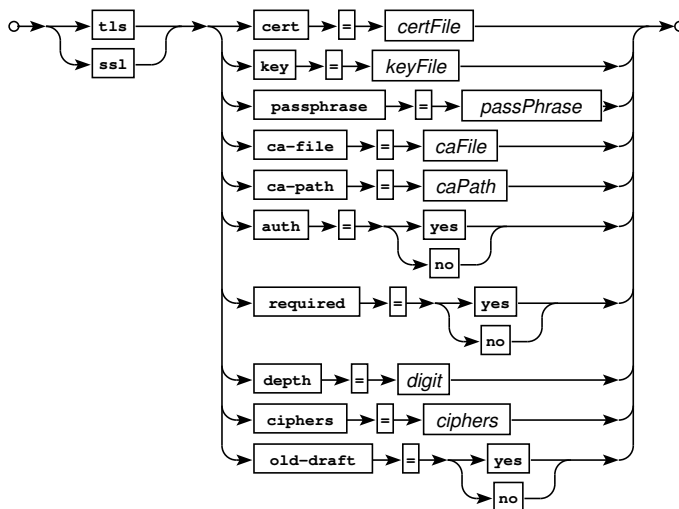 tls cert = certFile
ssl key = keyFile
passphrase = passPhrase
ca-file = caFile
ca-path = caPath
auth = yes
no
required = yes
no
depth = digit
ciphers = ciphers
old-draft = yes
no